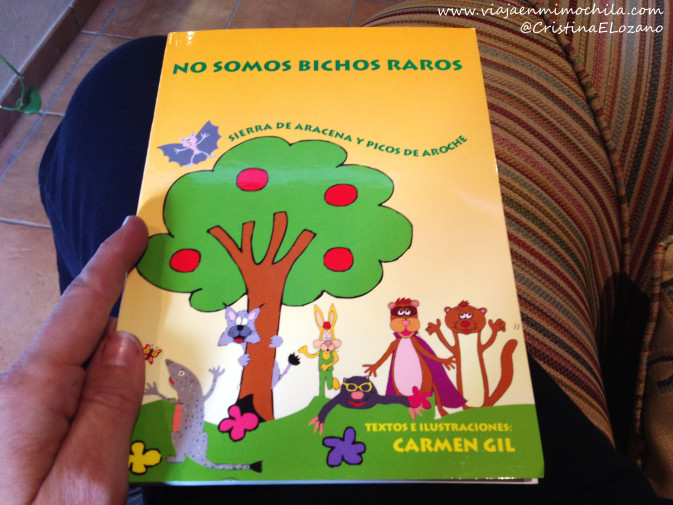 www.viajaenmimochila.com
@CristinaELozano
NO SOMOS BICHOS RAROS
SIERRA DE ARACENA Y PICOS DE AROCHE
TEXTOS E ILUSTRACIONES:
CARMEN GIL